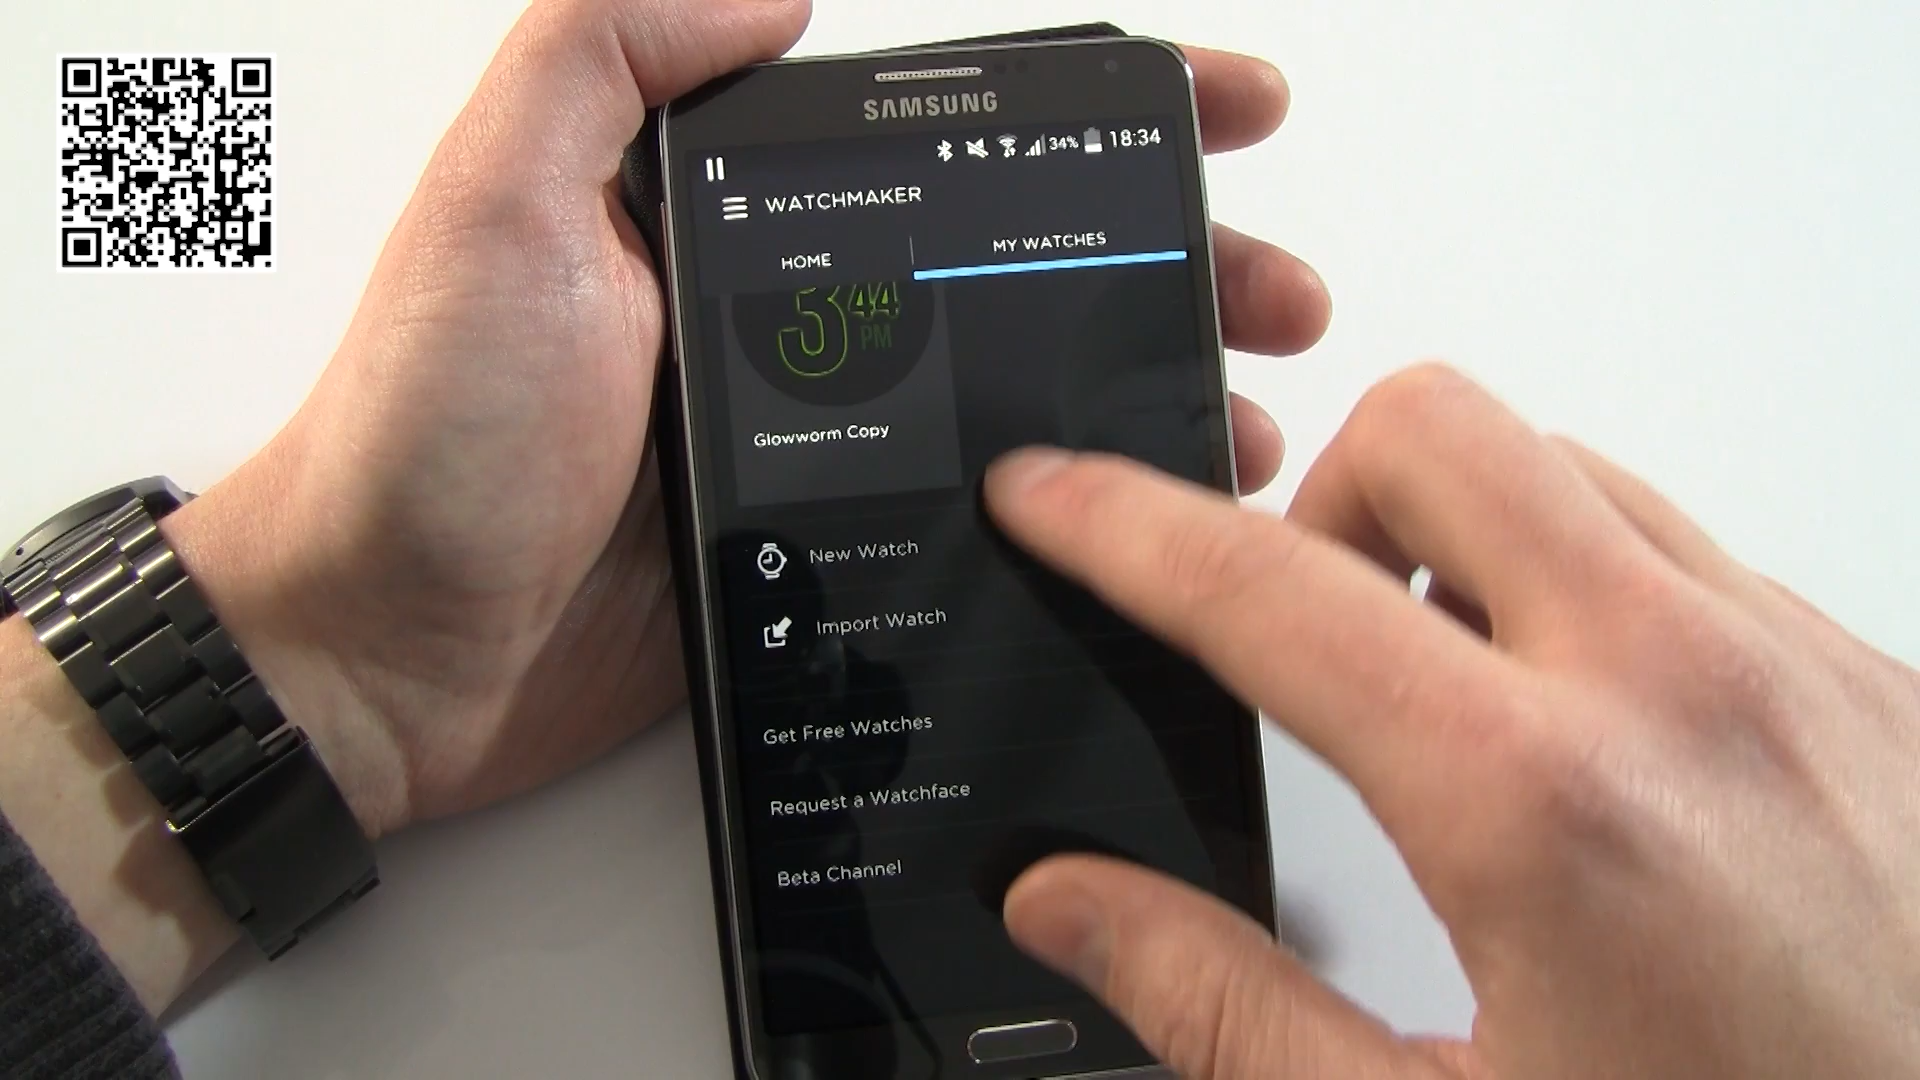 SAMSUNG
34% 18:34
WATCHMAKER
HOME
MY WATCHES
3 44
PM
Glowworm Copy
New Watch
Import Watch
Get Free Watches
Request a Watchface
Beta Channel